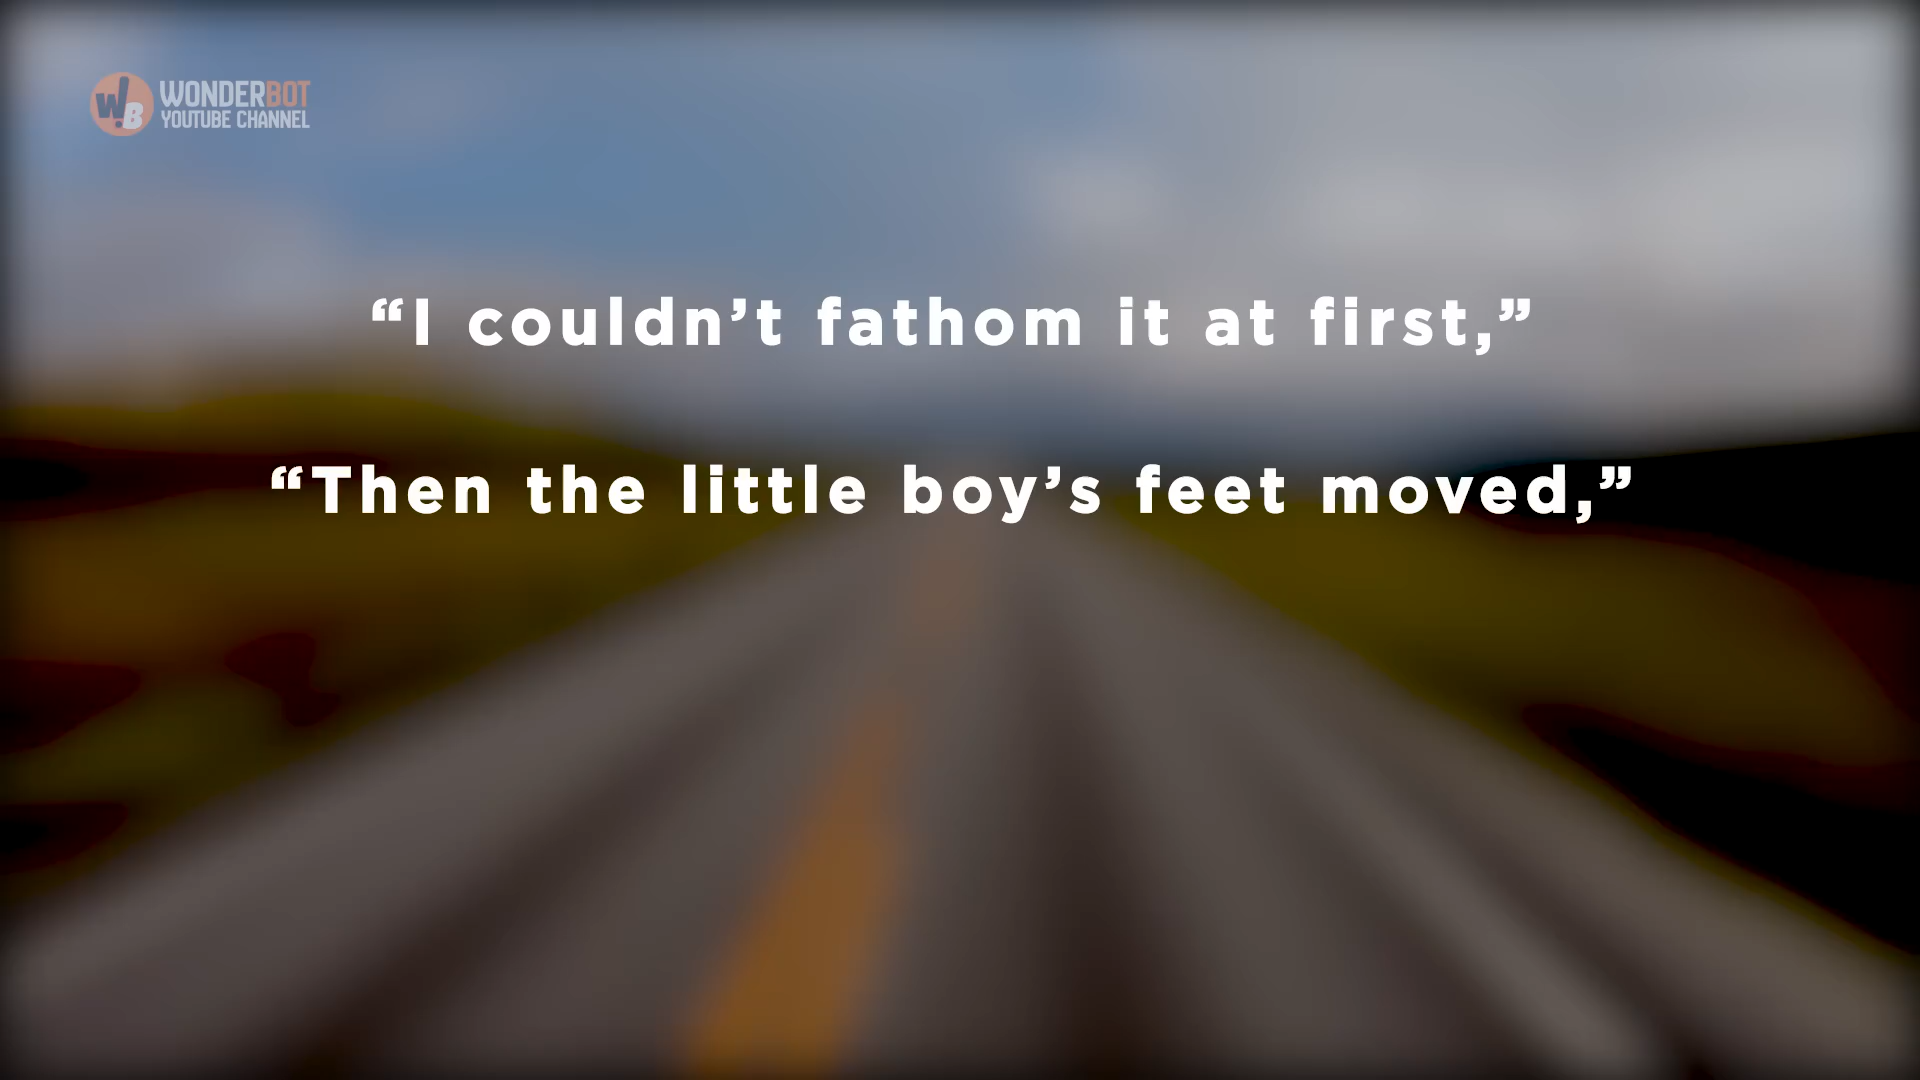 W!B WONDERBOT
YOUTUBE CHANNEL
“I couldn’t fathom it at first,”
“Then the little boy’s feet moved,”